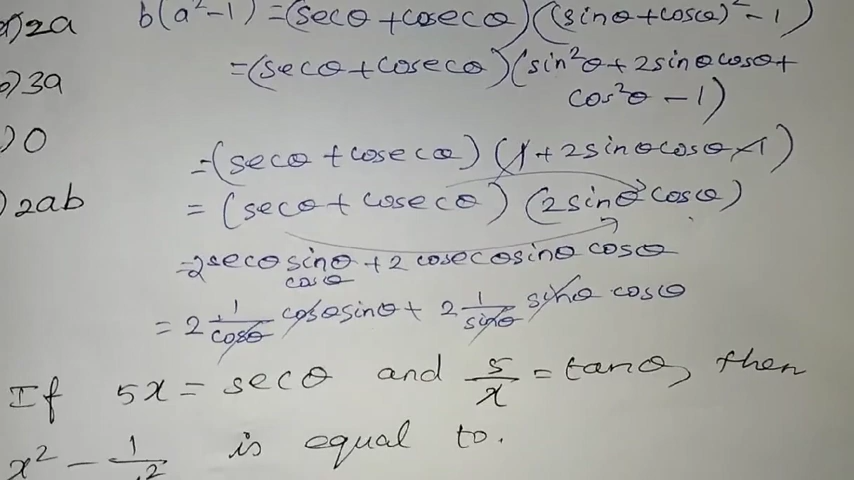 a) 2a
b(a²-1) = (secθ + cosecθ)((sinθ+cosθ)²-1)
= (secθ + cosecθ)(sin²θ + 2sinθcosθ +
b) 3a
cos²θ - 1)
) 0
= (secθ + cosecθ) (1 + 2sinθcosθ - 1)
) 2ab
= (secθ + cosecθ) (2sinθ cosθ)
= 2secθ sinθ + 2 cosecθ sinθ cosθ
cosθ
= 2 1/cosθ cosθ sinθ + 2 1/sinθ sinθ cosθ
If 5x = secθ and 5/x = tanθ, then
x² - 1/x² is equal to.